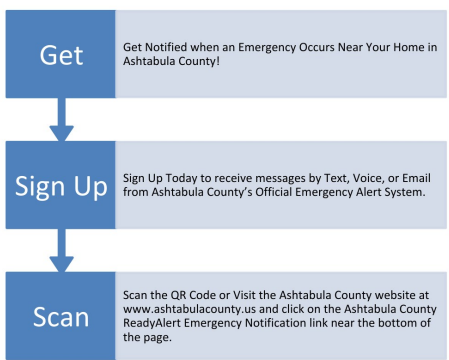 Get
Get Notified when an Emergency Occurs Near Your Home in
Ashtabula County!
Sign Up
Sign Up Today to receive messages by Text, Voice, or Email
from Ashtabula County’s Official Emergency Alert System.
Scan
Scan the QR Code or Visit the Ashtabula County website at
www.ashtabulacounty.us and click on the Ashtabula County
ReadyAlert Emergency Notification link near the bottom of
the page.